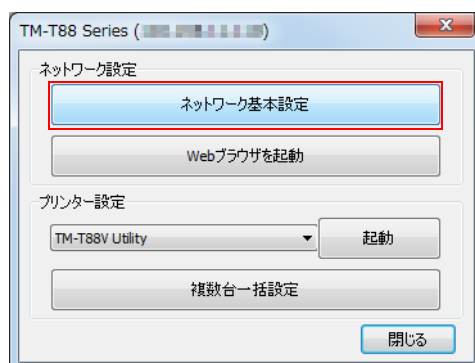 TM-T88 Series (
)
ネットワーク設定
ネットワーク基本設定
Webブラウザを起動
プリンター設定
TM-T88V Utility
起動
複数台一括設定
閉じる